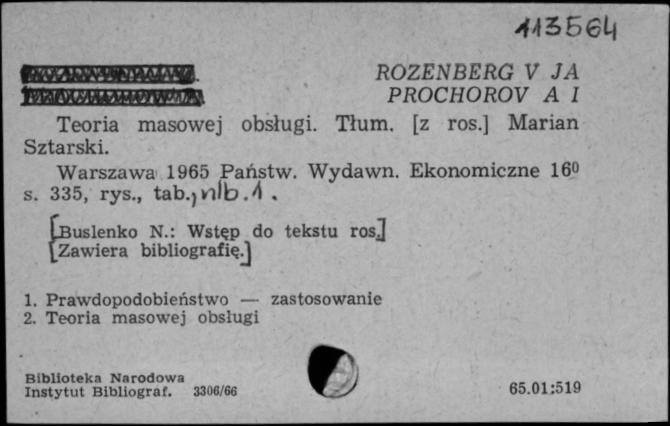 113564
ROZENBERG V JA
PROCHOROV A I
Teoria masowej obsługi. Tłum. [z ros.] Marian
Sztarski.
Warszawa 1965 Państw. Wydawn. Ekonomiczne 16⁰
s. 335, rys., tab., nlb. 1.
[Buslenko N.: Wstęp do tekstu ros.]
[Zawiera bibliografię.]
1. Prawdopodobieństwo — zastosowanie
2. Teoria masowej obsługi
Biblioteka Narodowa
Instytut Bibliograf. 3306/66
65.01:519